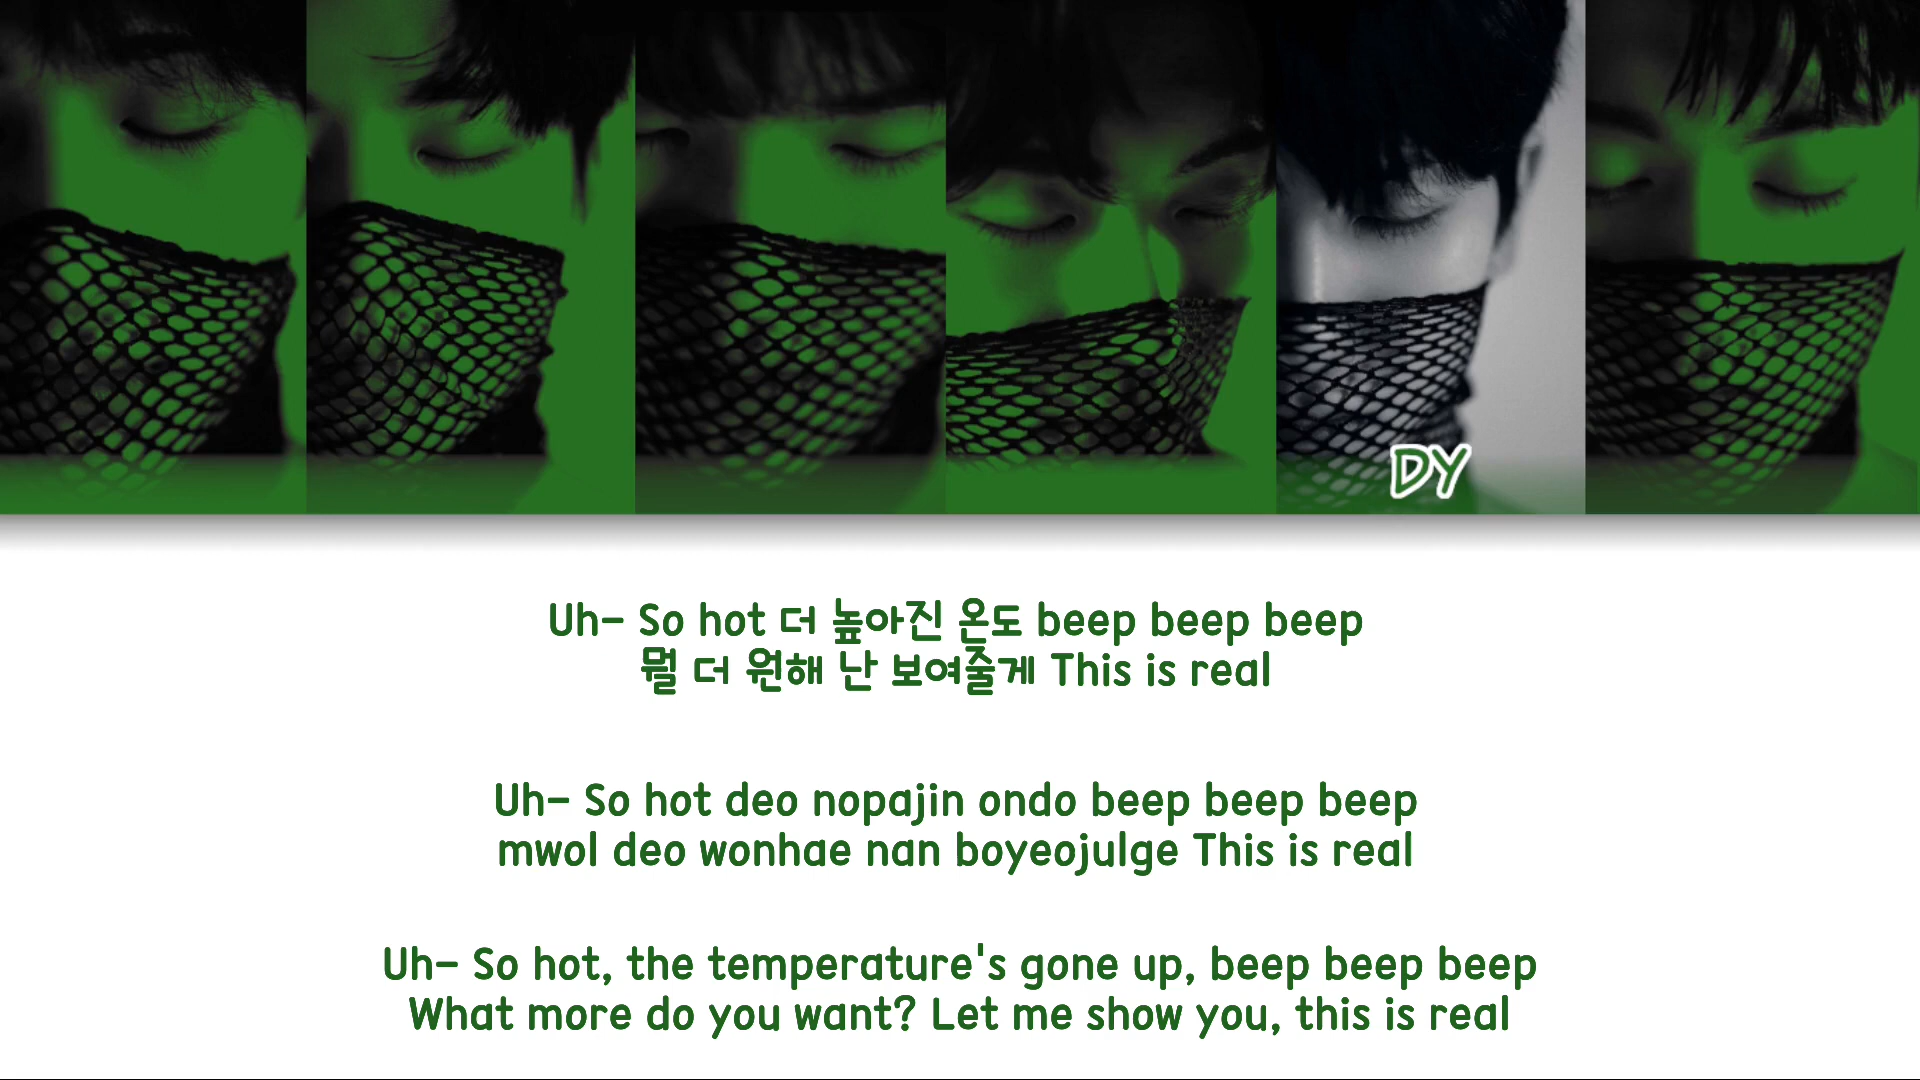 DY
Uh- So hot 더 높아진 온도 beep beep beep
뭘 더 원해 난 보여줄게 This is real
Uh- So hot deo nopajin ondo beep beep beep
mwol deo wonhae nan boyeojulge This is real
Uh- So hot, the temperature's gone up, beep beep beep
What more do you want? Let me show you, this is real